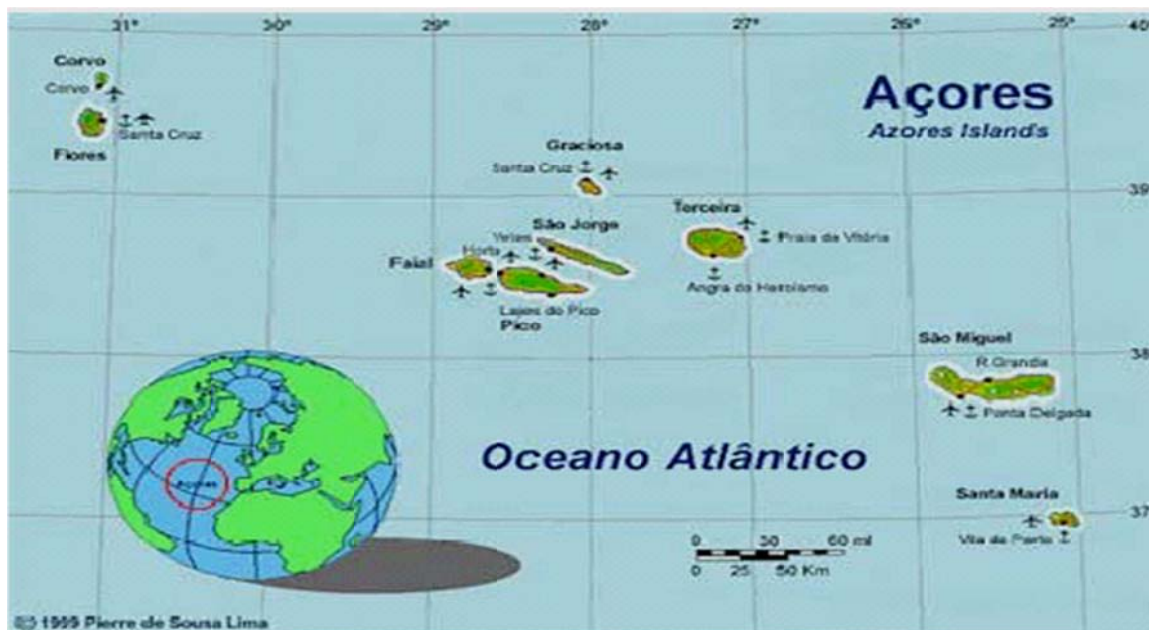 31° 30° 29° 28° 27° 26° 25° 40
Corvo
Corvo
Santa Cruz
Flores
Açores
Azores Islands
Graciosa
Santa Cruz
39
Terceira
Praia da Vitória
Angra do Heroísmo
São Jorge
Velas
Horta
Faial
Lajes do Pico
Pico
38
São Miguel
R.Grande
Ponta Delgada
Oceano Atlântico
Açores
Santa Maria
37
Vila do Porto
0 30 60 mi
0 25 50 Km
© 1999 Pierre de Sousa Lima